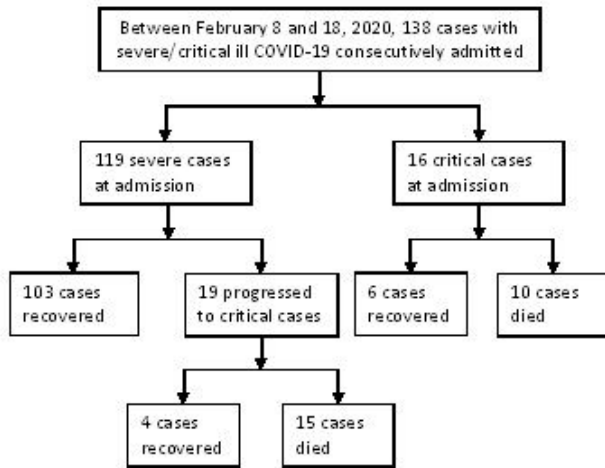 Between February 8 and 18, 2020, 138 cases with
severe/critical ill COVID-19 consecutively admitted
119 severe cases
at admission
16 critical cases
at admission
103 cases
recovered
19 progressed
to critical cases
6 cases
recovered
10 cases
died
4 cases
recovered
15 cases
died